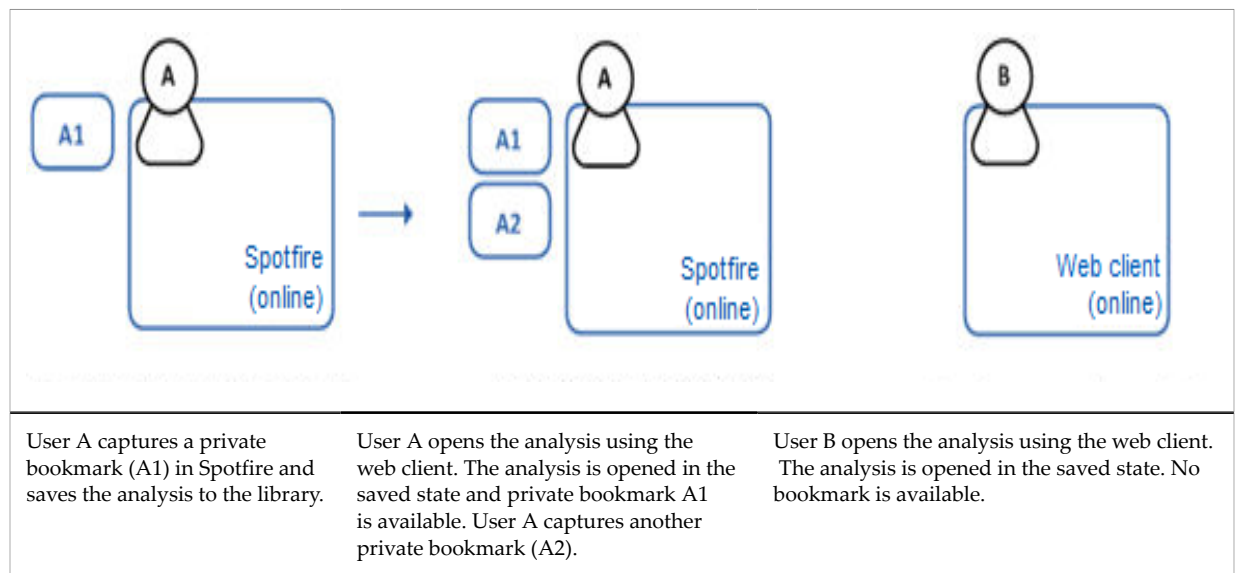 A
A1
Spotfire
(online)
A
A1
A2
Spotfire
(online)
B
Web client
(online)
User A captures a private
bookmark (A1) in Spotfire and
saves the analysis to the library.
User A opens the analysis using the
web client. The analysis is opened in the
saved state and private bookmark A1
is available. User A captures another
private bookmark (A2).
User B opens the analysis using the web client.
The analysis is opened in the saved state. No
bookmark is available.